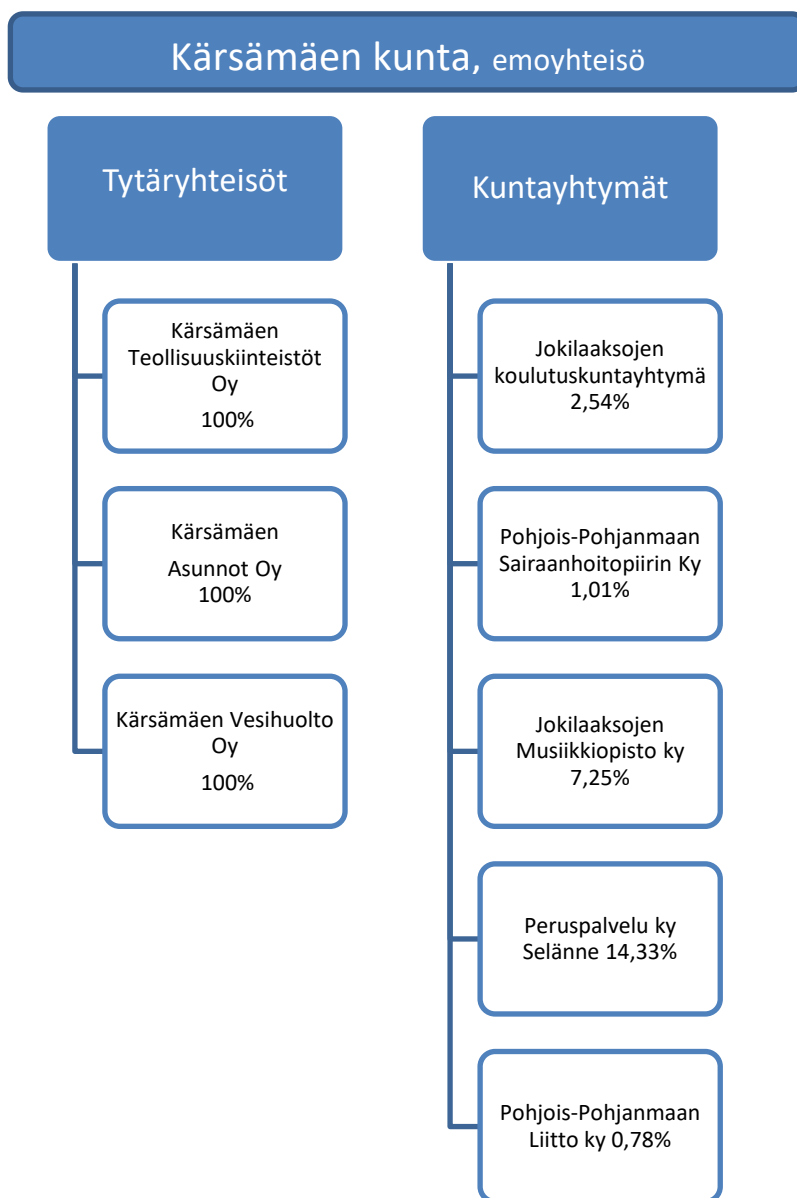 Kärsämäen kunta, emoyhteisö
Tytäryhteisöt
Kärsämäen
Teollisuuskiinteistöt
Oy
100%
Kärsämäen
Asunnot Oy
100%
Kärsämäen Vesihuolto
Oy
100%
Kuntayhtymät
Jokilaaksojen
koulutuskuntayhtymä
2,54%
Pohjois-Pohjanmaan
Sairaanhoitopiirin Ky
1,01%
Jokilaaksojen
Musiikkiopisto ky
7,25%
Peruspalvelu ky
Selänne 14,33%
Pohjois-Pohjanmaan
Liitto ky 0,78%